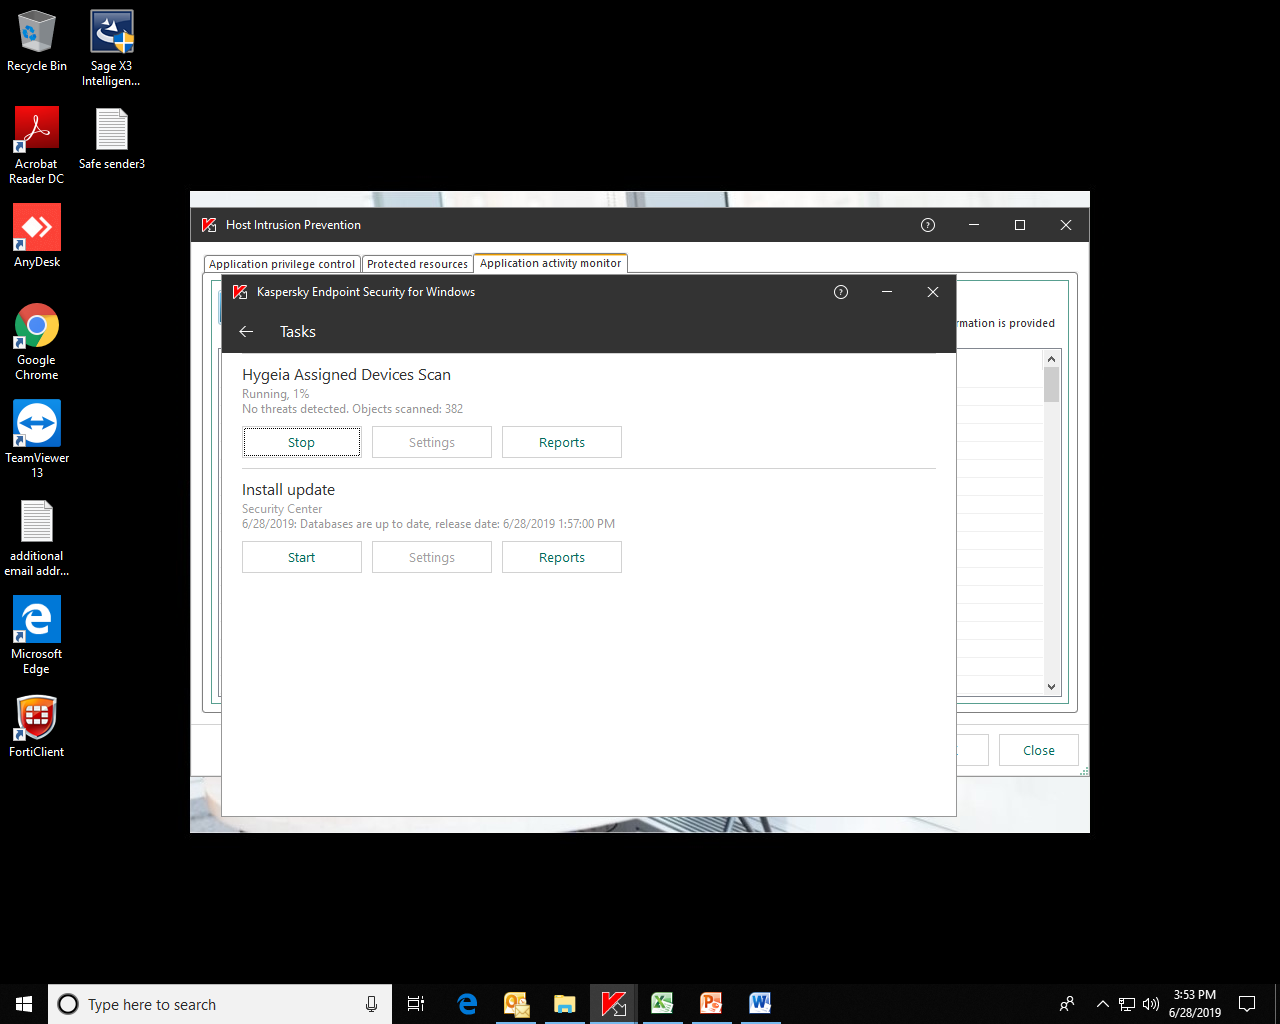 Recycle Bin
Sage X3
Intelligen...
Acrobat
Reader DC
Safe sender3
AnyDesk
Google
Chrome
TeamViewer
13
additional
email addr...
Microsoft
Edge
FortiClient
Host Intrusion Prevention
Application privilege control
Protected resources
Application activity monitor
rmation is provided
Kaspersky Endpoint Security for Windows
Tasks
Hygeia Assigned Devices Scan
Running, 1%
No threats detected. Objects scanned: 382
Stop
Settings
Reports
Install update
Security Center
6/28/2019: Databases are up to date, release date: 6/28/2019 1:57:00 PM
Start
Settings
Reports
Close
Type here to search
3:53 PM
6/28/2019